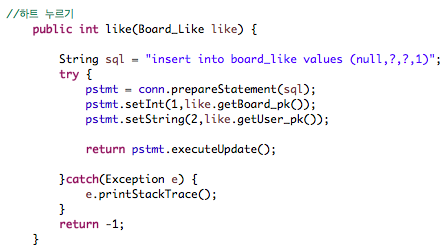 //하트 누르기
public int like(Board_Like like) {
String sql = "insert into board_like values (null,?,?,1)";
try {
pstmt = conn.prepareStatement(sql);
pstmt.setInt(1,like.getBoard_pk());
pstmt.setString(2,like.getUser_pk());
return pstmt.executeUpdate();
}catch(Exception e) {
e.printStackTrace();
}
return -1;
}